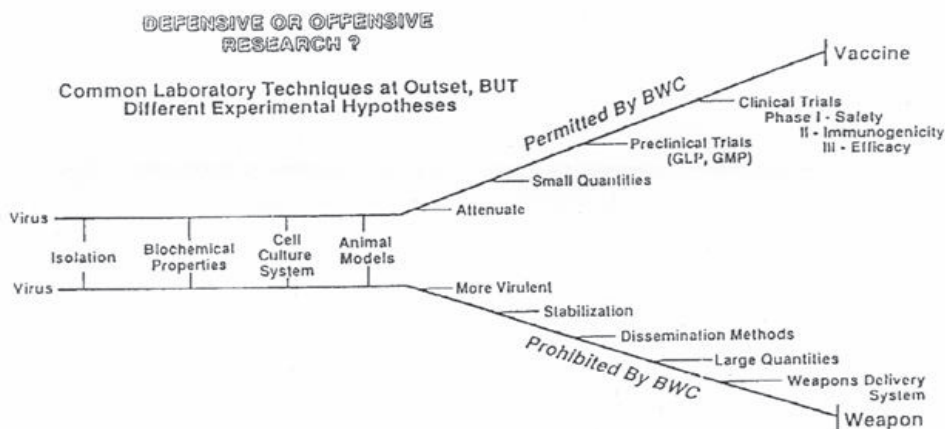 DEFENSIVE OR OFFENSIVE
RESEARCH ?
Common Laboratory Techniques at Outset, BUT
Different Experimental Hypotheses
Permitted By BWC
Vaccine
Clinical Trials
Phase I - Safety
II - Immunogenicity
III - Efficacy
Preclinical Trials
(GLP, GMP)
Small Quantities
Attenuate
Virus
Isolation
Biochemical
Properties
Cell
Culture
System
Animal
Models
Virus
More Virulent
Stabilization
Dissemination Methods
Large Quantities
Weapons Delivery
System
Prohibited By BWC
Weapon